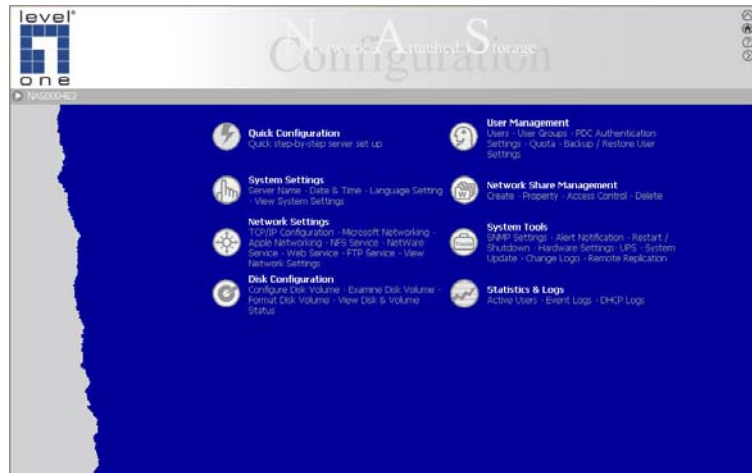 level®
one
Network Attached Storage
Configuration
NAS0004E2
Quick Configuration
Quick step-by-step server set up
System Settings
Server Name - Date & Time - Language Setting
- View System Settings
Network Settings
TCP/IP Configuration - Microsoft Networking -
Apple Networking - NFS Service - NetWare
Service - Web Service - FTP Service - View
Network Settings
Disk Configuration
Configure Disk Volume - Examine Disk Volume -
Format Disk Volume - View Disk & Volume
Status
User Management
Users - User Groups - PDC Authentication
Settings - Quota - Backup / Restore User
Settings
Network Share Management
Create - Property - Access Control - Delete
System Tools
SNMP Settings - Alert Notification - Restart /
Shutdown - Hardware Settings - UPS - System
Update - Change Logo - Remote Replication
Statistics & Logs
Active Users - Event Logs - DHCP Logs